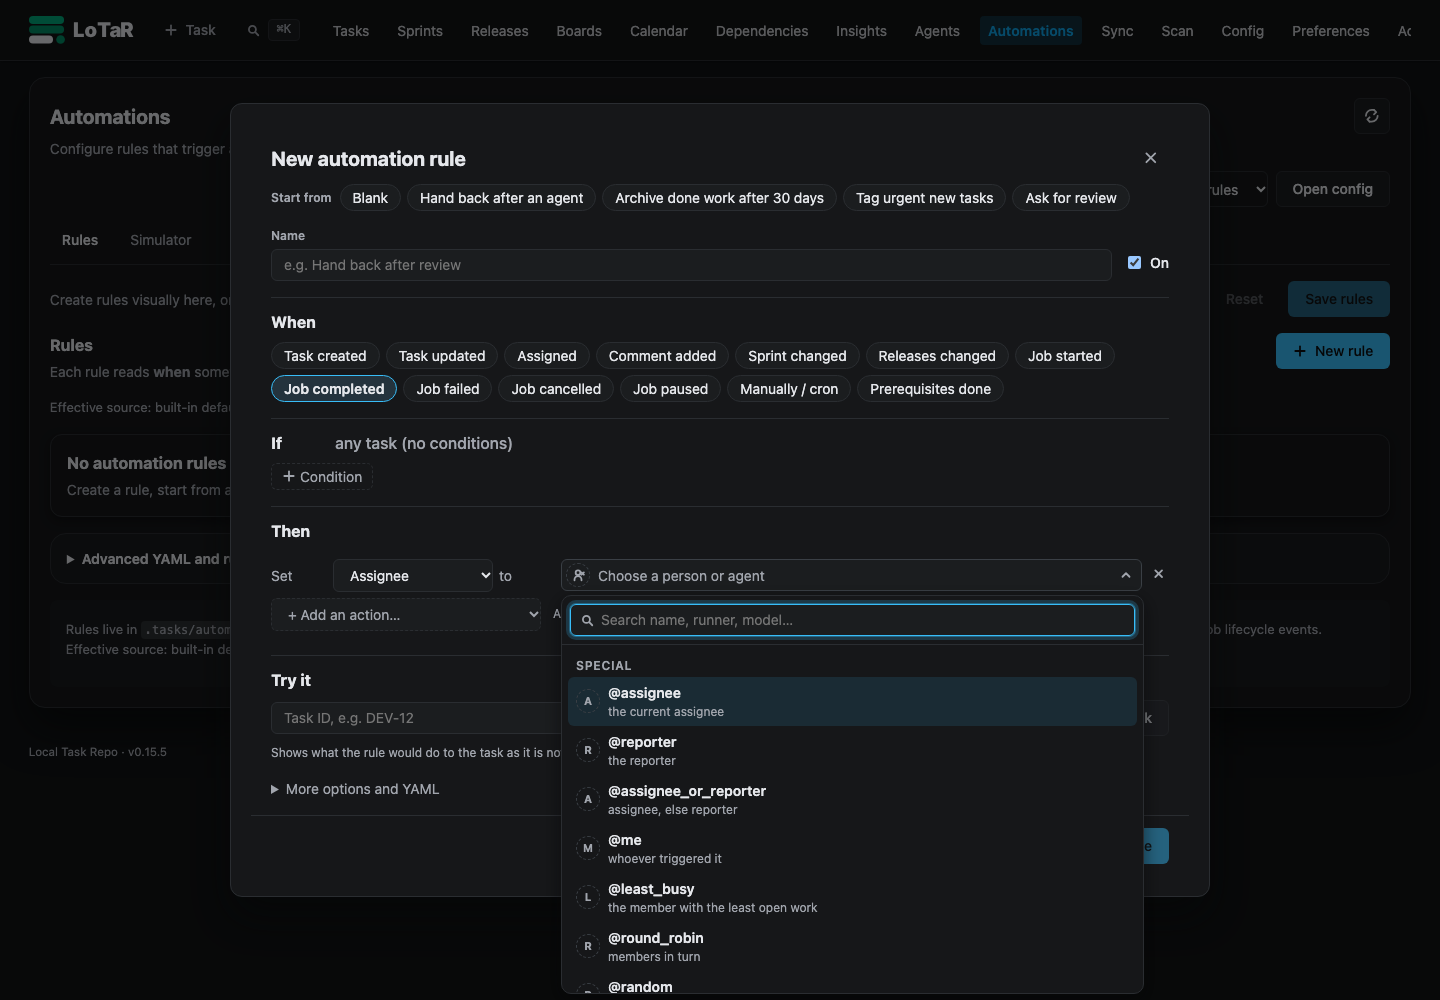 LoTaR
+ Task
⌘K
Tasks
Sprints
Releases
Boards
Calendar
Dependencies
Insights
Agents
Automations
Sync
Scan
Config
Preferences
Automations
Configure rules that trigger
rules
Open config
Rules
Simulator
Create rules visually here, o
Reset
Save rules
Rules
+ New rule
Each rule reads when some
Effective source: built-in defau
No automation rules
Create a rule, start from a
Advanced YAML and r
Rules live in .tasks/autom
ob lifecycle events.
Effective source: built-in de
Local Task Repo · v0.15.5
New automation rule
Start from
Blank
Hand back after an agent
Archive done work after 30 days
Tag urgent new tasks
Ask for review
Name
e.g. Hand back after review
On
When
Task created
Task updated
Assigned
Comment added
Sprint changed
Releases changed
Job started
Job completed
Job failed
Job cancelled
Job paused
Manually / cron
Prerequisites done
If
any task (no conditions)
+ Condition
Then
Set
Assignee
to
Choose a person or agent
+ Add an action...
A
Search name, runner, model...
SPECIAL
A
@assignee
the current assignee
R
@reporter
the reporter
A
@assignee_or_reporter
assignee, else reporter
M
@me
whoever triggered it
L
@least_busy
the member with the least open work
R
@round_robin
members in turn
@random
Try it
Task ID, e.g. DEV-12
k
Shows what the rule would do to the task as it is no
More options and YAML
e